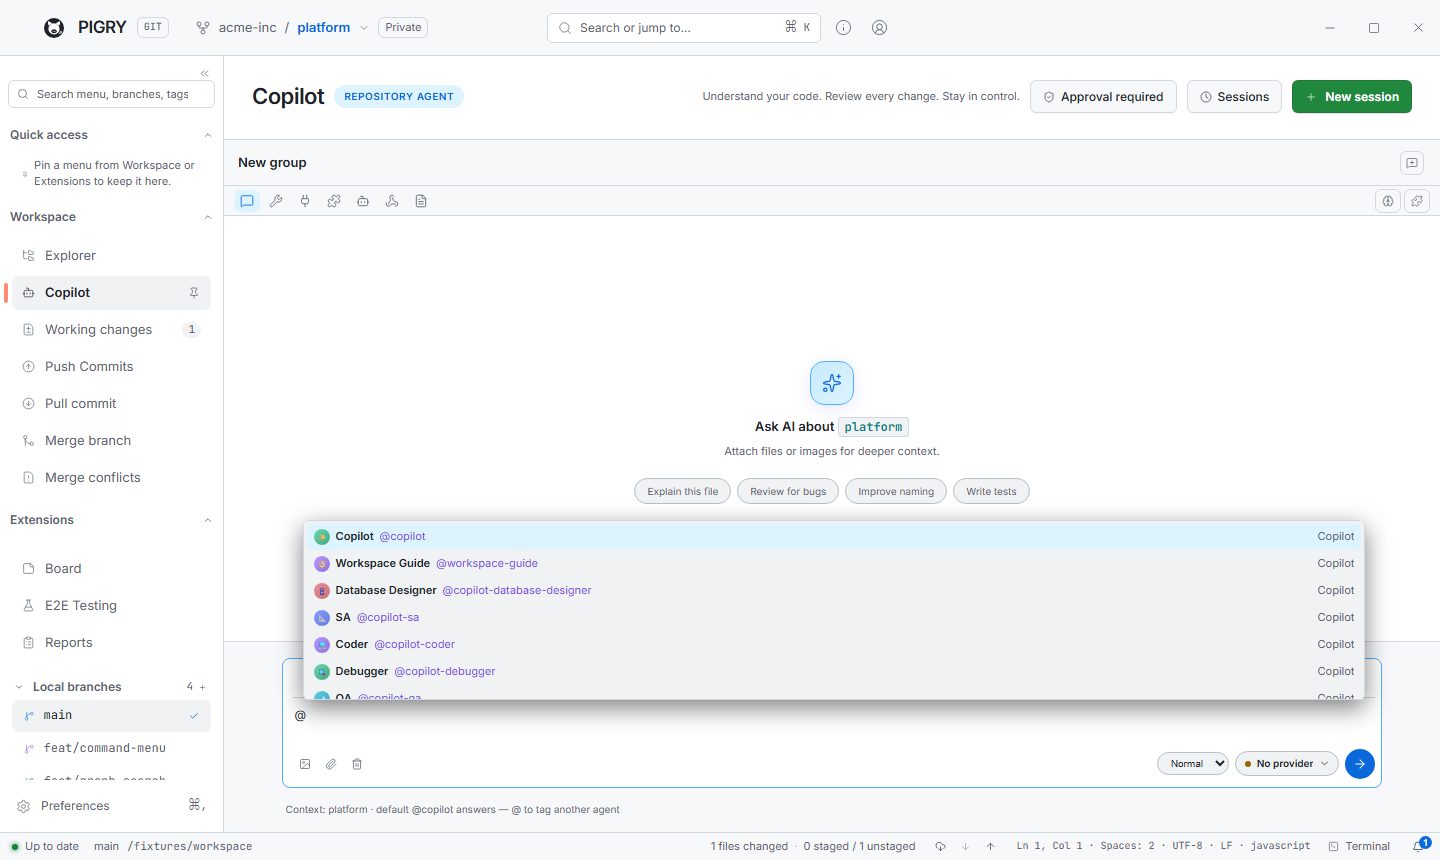 PIGRY GIT acme-inc / platform Private Search or jump to... ⌘ K
Search menu, branches, tags
Quick access
Pin a menu from Workspace or
Extensions to keep it here.
Workspace
Explorer
Copilot
Working changes 1
Push Commits
Pull commit
Merge branch
Merge conflicts
Extensions
Board
E2E Testing
Reports
Local branches 4 +
main
feat/command-menu
Preferences ⌘,
Copilot REPOSITORY AGENT Understand your code. Review every change. Stay in control. Approval required Sessions + New session
New group
Ask AI about platform
Attach files or images for deeper context.
Explain this file Review for bugs Improve naming Write tests
Copilot @copilot Copilot
Workspace Guide @workspace-guide Copilot
Database Designer @copilot-database-designer Copilot
SA @copilot-sa Copilot
Coder @copilot-coder Copilot
Debugger @copilot-debugger Copilot
QA @copilot-qa Copilot
@
Normal No provider
Context: platform · default @copilot answers — @ to tag another agent
Up to date main /fixtures/workspace 1 files changed · 0 staged / 1 unstaged Ln 1, Col 1 · Spaces: 2 · UTF-8 · LF · javascript Terminal 1